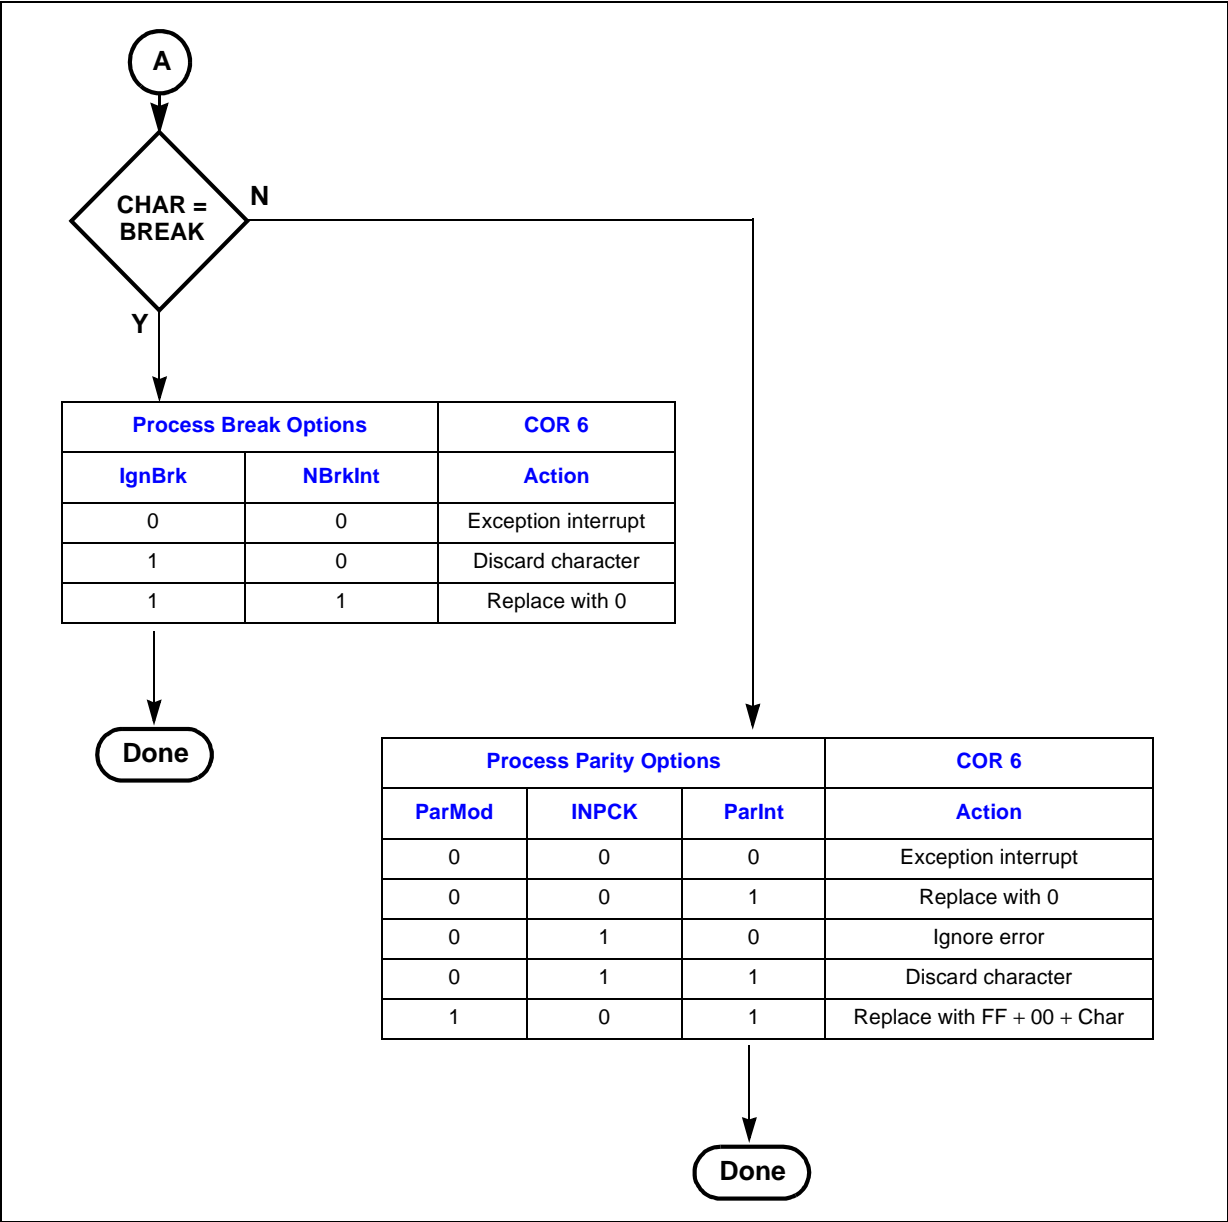 A
CHAR =
BREAK
N
Y
Process Break Options COR 6
IgnBrk NBrkInt Action
0 0 Exception interrupt
1 0 Discard character
1 1 Replace with 0
Done
Process Parity Options COR 6
ParMod INPCK ParInt Action
0 0 0 Exception interrupt
0 0 1 Replace with 0
0 1 0 Ignore error
0 1 1 Discard character
1 0 1 Replace with FF + 00 + Char
Done